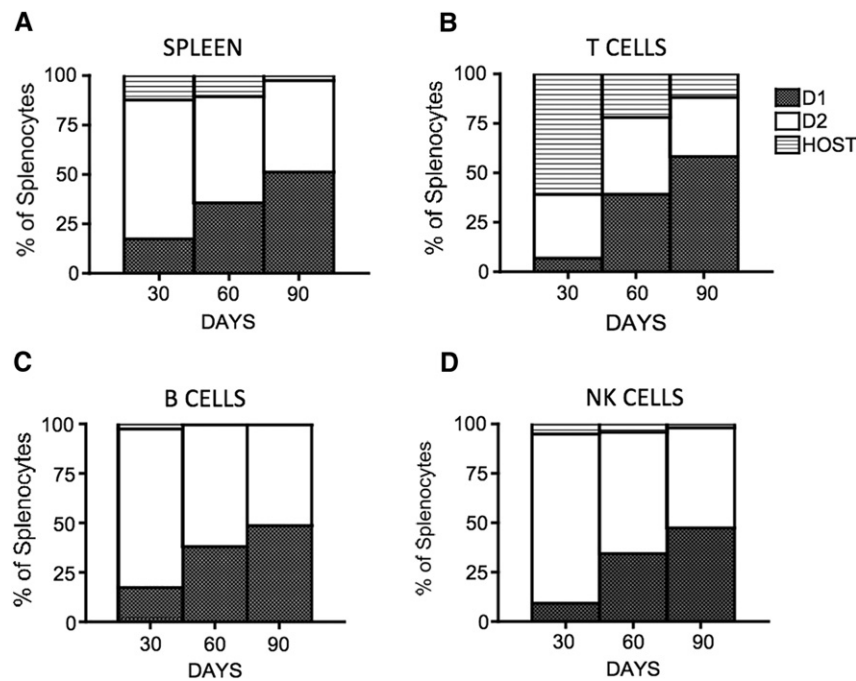 A
SPLEEN
% of Splenocytes
100
75
50
25
0
30 60 90
DAYS
B
T CELLS
% of Splenocytes
100
75
50
25
0
30 60 90
DAYS
D1
D2
HOST
C
B CELLS
% of Splenocytes
100
75
50
25
0
30 60 90
DAYS
D
NK CELLS
% of Splenocytes
100
75
50
25
0
30 60 90
DAYS